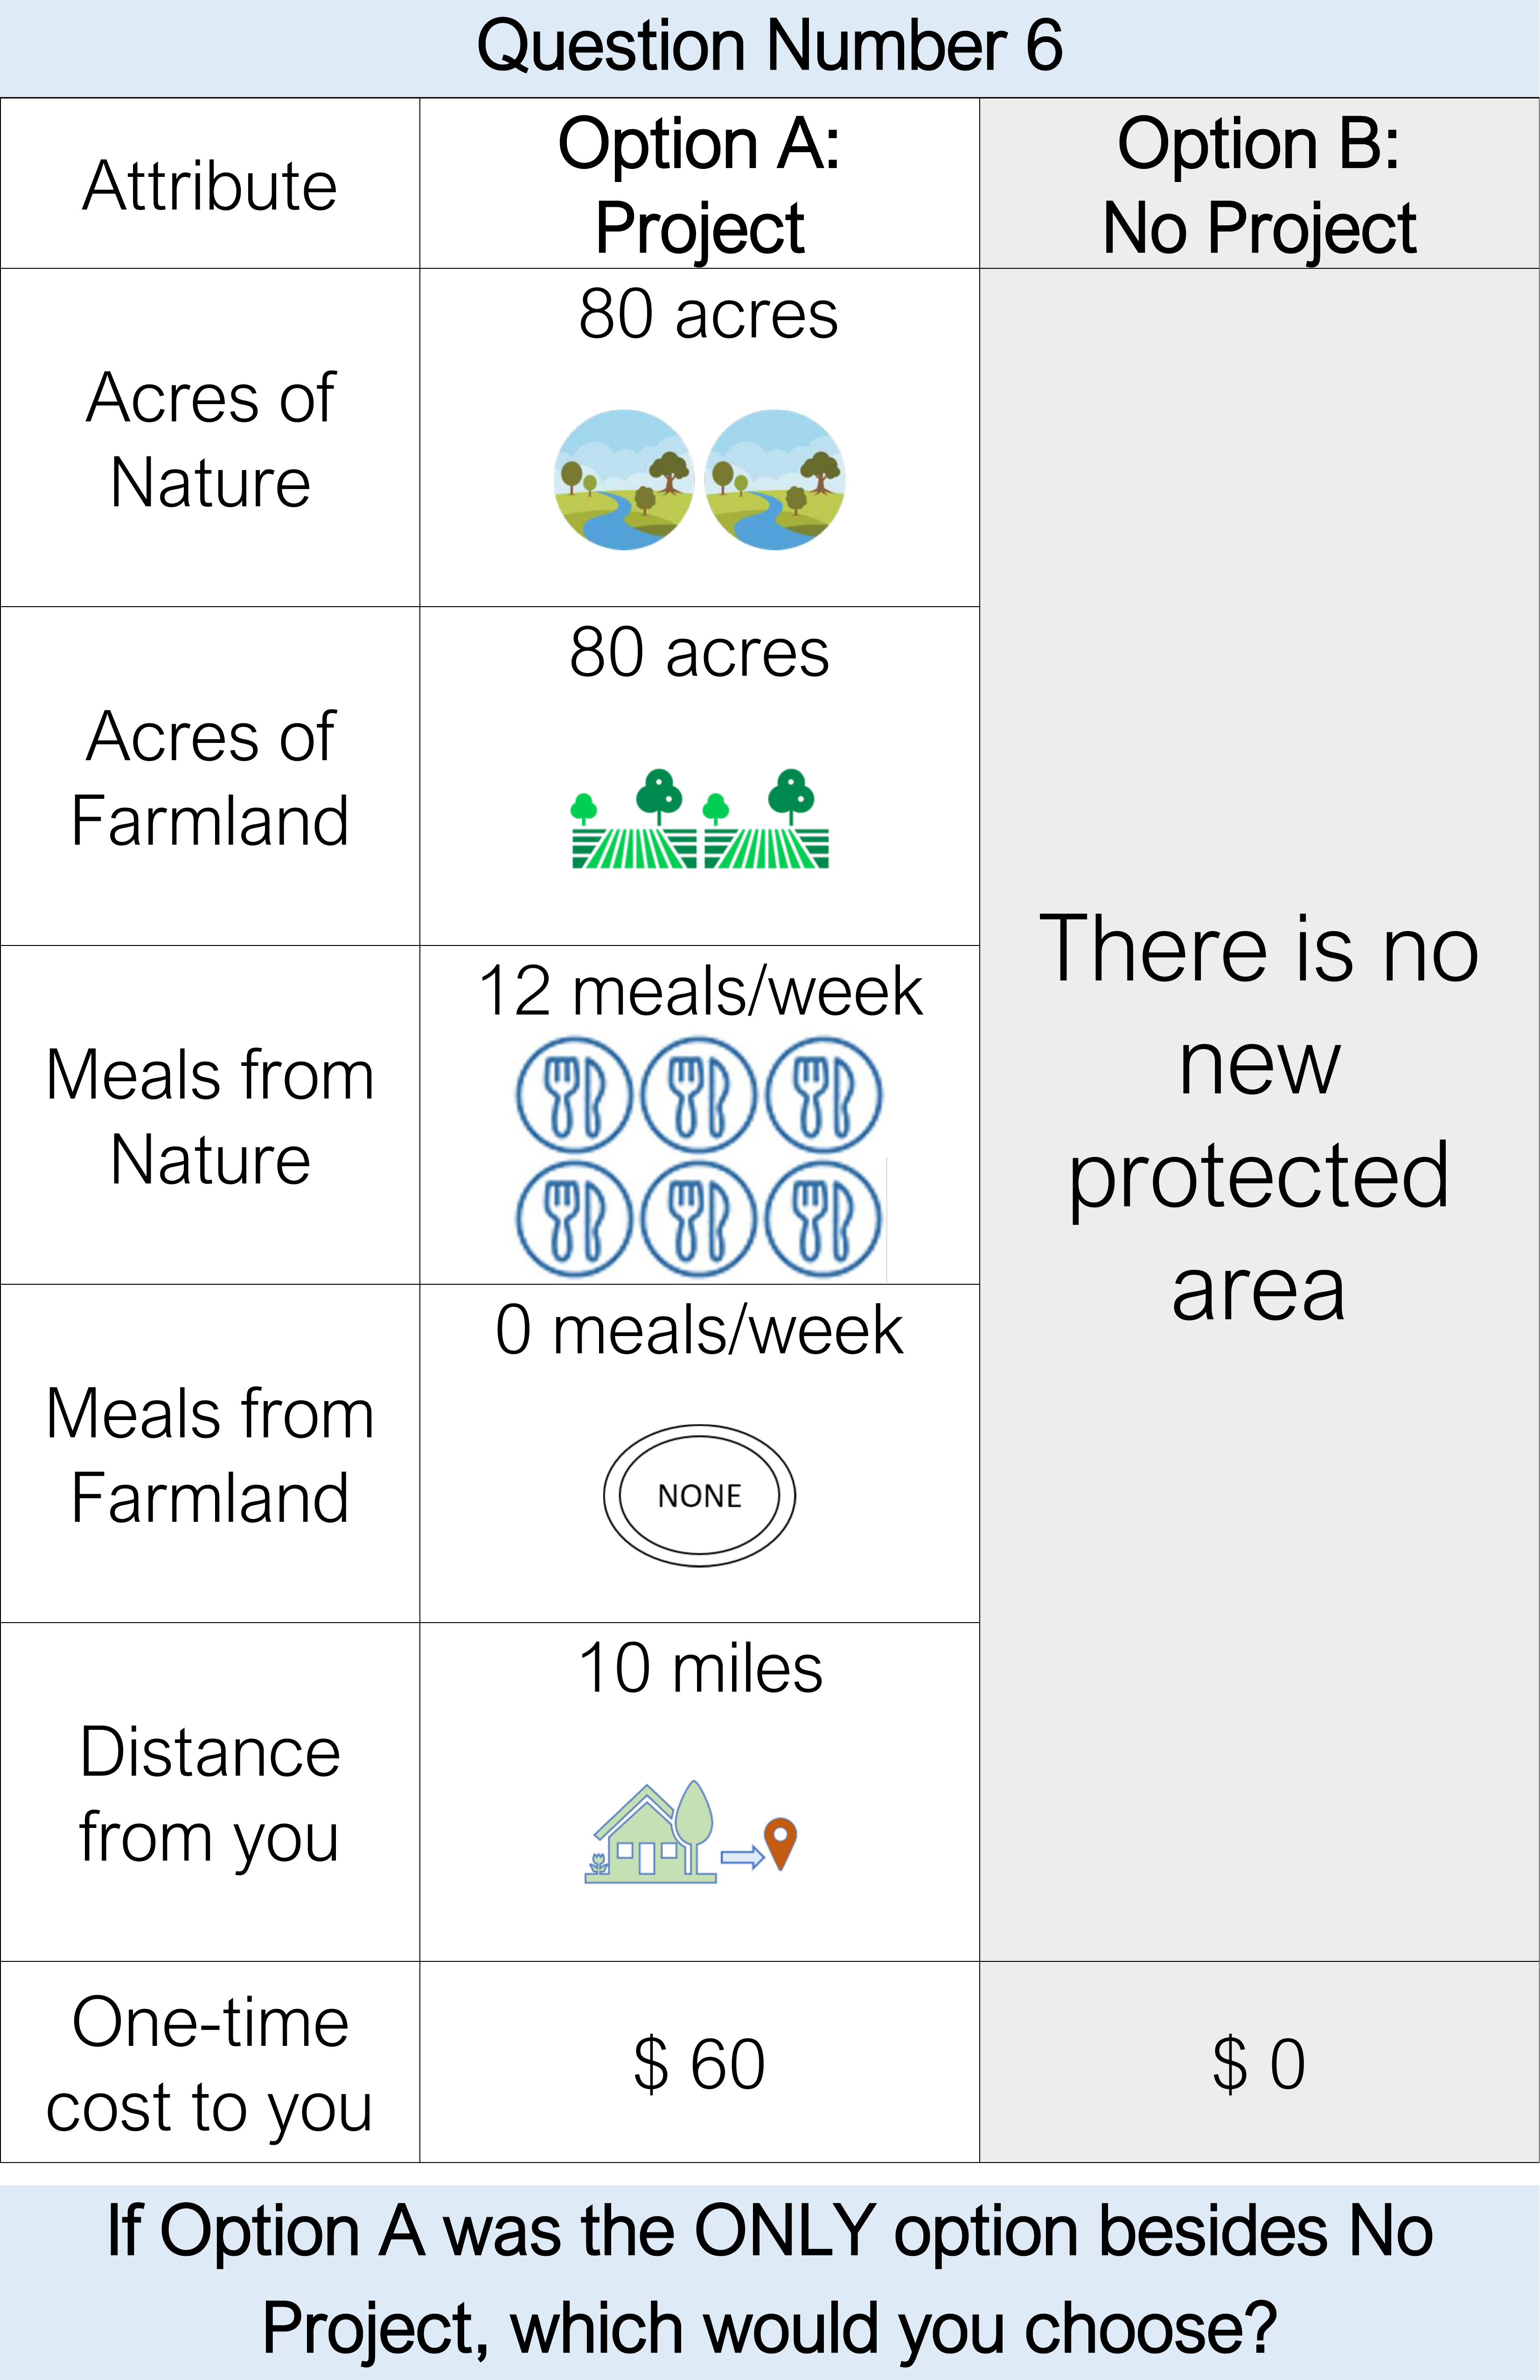 Question Number 6
Attribute
Option A:
Project
Option B:
No Project
Acres of
Nature
80 acres
There is no
new
protected
area
Acres of
Farmland
80 acres
Meals from
Nature
12 meals/week
Meals from
Farmland
0 meals/week
NONE
Distance
from you
10 miles
One-time
cost to you
$ 60
$ 0
If Option A was the ONLY option besides No
Project, which would you choose?